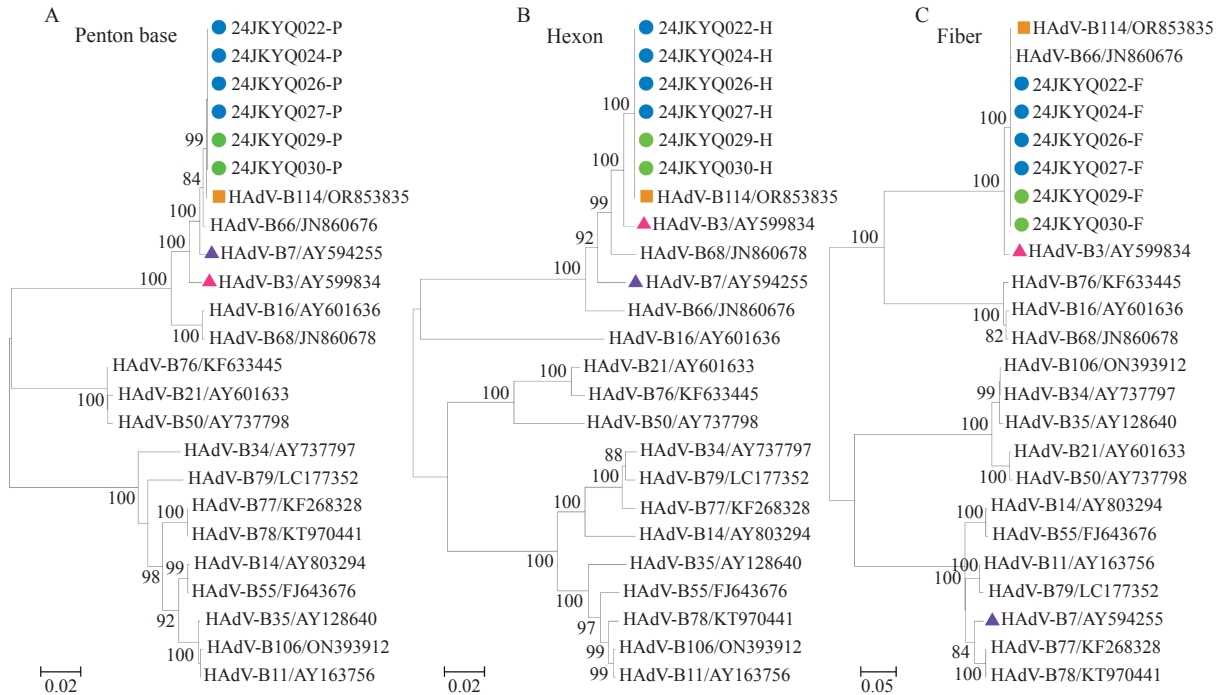 A
Penton base
24JKYQ022-P
24JKYQ024-P
24JKYQ026-P
24JKYQ027-P
24JKYQ029-P
24JKYQ030-P
HAdV-B114/OR853835
HAdV-B66/JN860676
HAdV-B7/AY594255
HAdV-B3/AY599834
HAdV-B16/AY601636
HAdV-B68/JN860678
HAdV-B76/KF633445
HAdV-B21/AY601633
HAdV-B50/AY737798
HAdV-B34/AY737797
HAdV-B79/LC177352
HAdV-B77/KF268328
HAdV-B78/KT970441
HAdV-B14/AY803294
HAdV-B55/FJ643676
HAdV-B35/AY128640
HAdV-B106/ON393912
HAdV-B11/AY163756
99
84
100
100
100
100
100
100
100
98
99
92
100
0.02
B
Hexon
24JKYQ022-H
24JKYQ024-H
24JKYQ026-H
24JKYQ027-H
24JKYQ029-H
24JKYQ030-H
HAdV-B114/OR853835
HAdV-B3/AY599834
HAdV-B68/JN860678
HAdV-B7/AY594255
HAdV-B66/JN860676
HAdV-B16/AY601636
HAdV-B21/AY601633
HAdV-B76/KF633445
HAdV-B50/AY737798
HAdV-B34/AY737797
HAdV-B79/LC177352
HAdV-B77/KF268328
HAdV-B14/AY803294
HAdV-B35/AY128640
HAdV-B55/FJ643676
HAdV-B78/KT970441
HAdV-B106/ON393912
HAdV-B11/AY163756
100
100
99
92
100
100
100
88
100
100
100
100
97
99
99
0.02
C
Fiber
HAdV-B114/OR853835
HAdV-B66/JN860676
24JKYQ022-F
24JKYQ024-F
24JKYQ026-F
24JKYQ027-F
24JKYQ029-F
24JKYQ030-F
HAdV-B3/AY599834
HAdV-B76/KF633445
HAdV-B16/AY601636
HAdV-B68/JN860678
HAdV-B106/ON393912
HAdV-B34/AY737797
HAdV-B35/AY128640
HAdV-B21/AY601633
HAdV-B50/AY737798
HAdV-B14/AY803294
HAdV-B55/FJ643676
HAdV-B11/AY163756
HAdV-B79/LC177352
HAdV-B7/AY594255
HAdV-B77/KF268328
HAdV-B78/KT970441
100
100
100
100
82
99
100
100
100
100
100
84
100
0.05